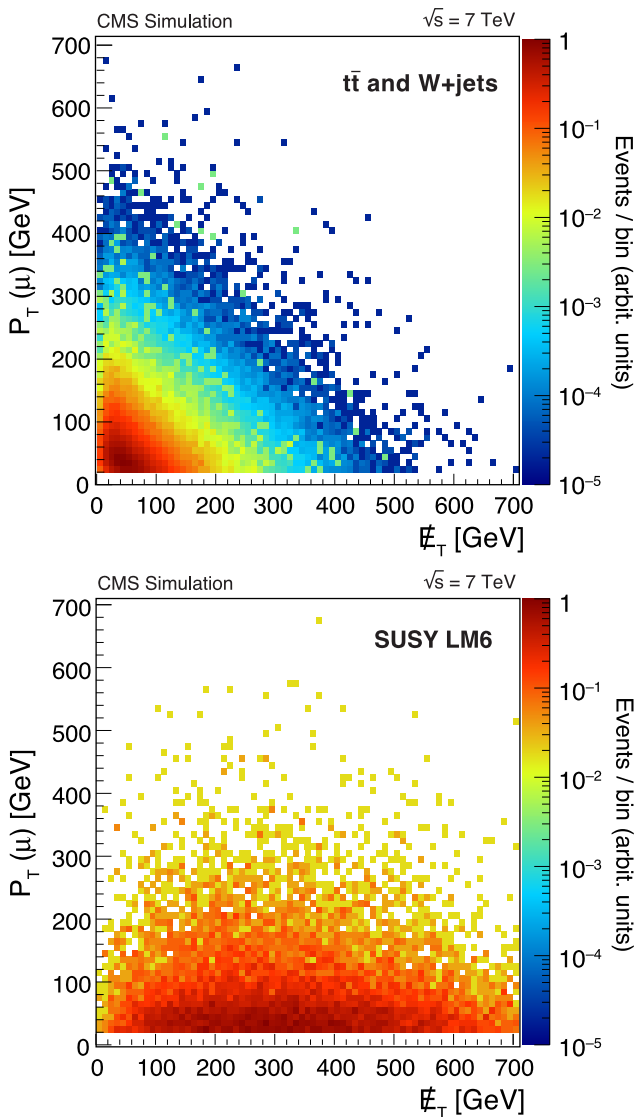 CMS Simulation √s = 7 TeV
tt̄ and W+jets
P_T (μ) [GeV]
700
600
500
400
300
200
100
0
0 100 200 300 400 500 600 700
E̸_T [GeV]
1
10⁻¹
10⁻²
10⁻³
10⁻⁴
10⁻⁵
Events / bin (arbit. units)
CMS Simulation √s = 7 TeV
SUSY LM6
P_T (μ) [GeV]
700
600
500
400
300
200
100
0
0 100 200 300 400 500 600 700
E̸_T [GeV]
1
10⁻¹
10⁻²
10⁻³
10⁻⁴
10⁻⁵
Events / bin (arbit. units)